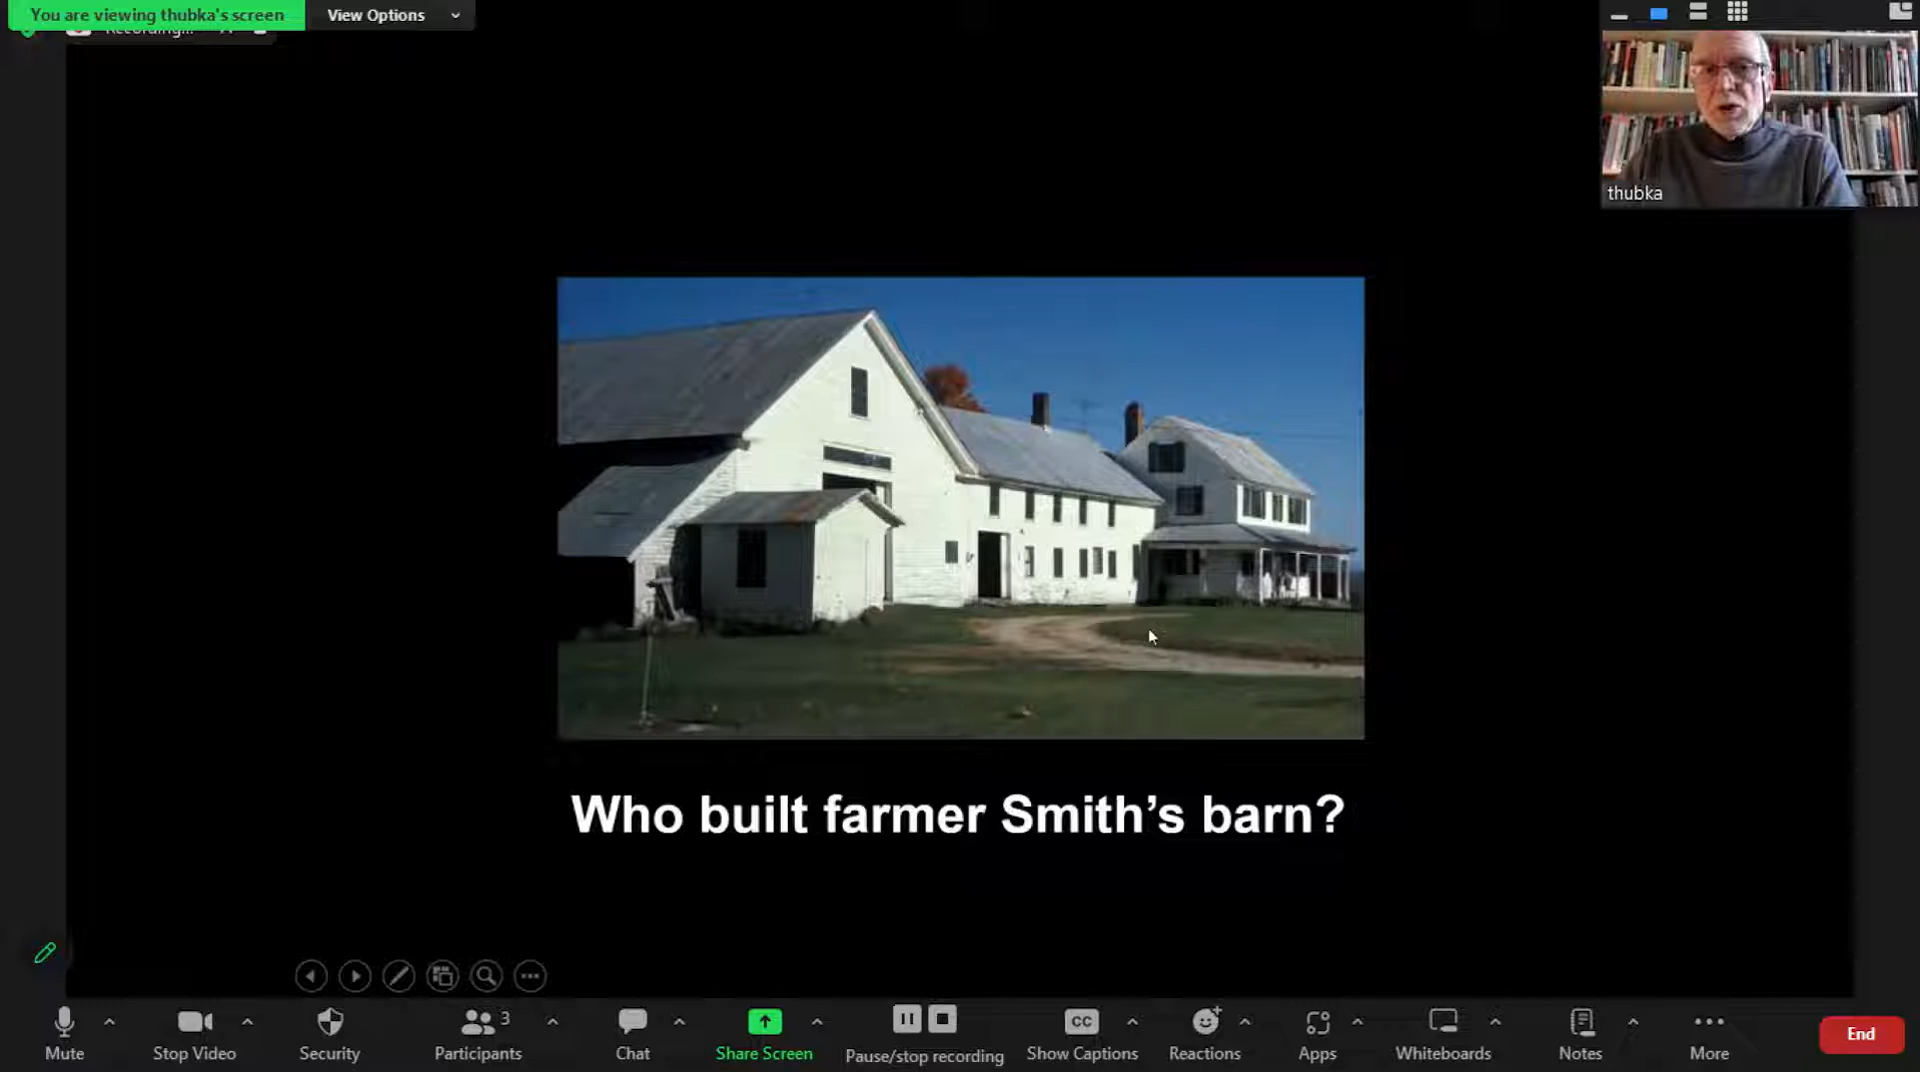 You are viewing thubka's screen
View Options
Recording...
thubka
Who built farmer Smith's barn?
3
CC
Mute
Stop Video
Security
Participants
Chat
Share Screen
Pause/stop recording
Show Captions
Reactions
Apps
Whiteboards
Notes
More
End